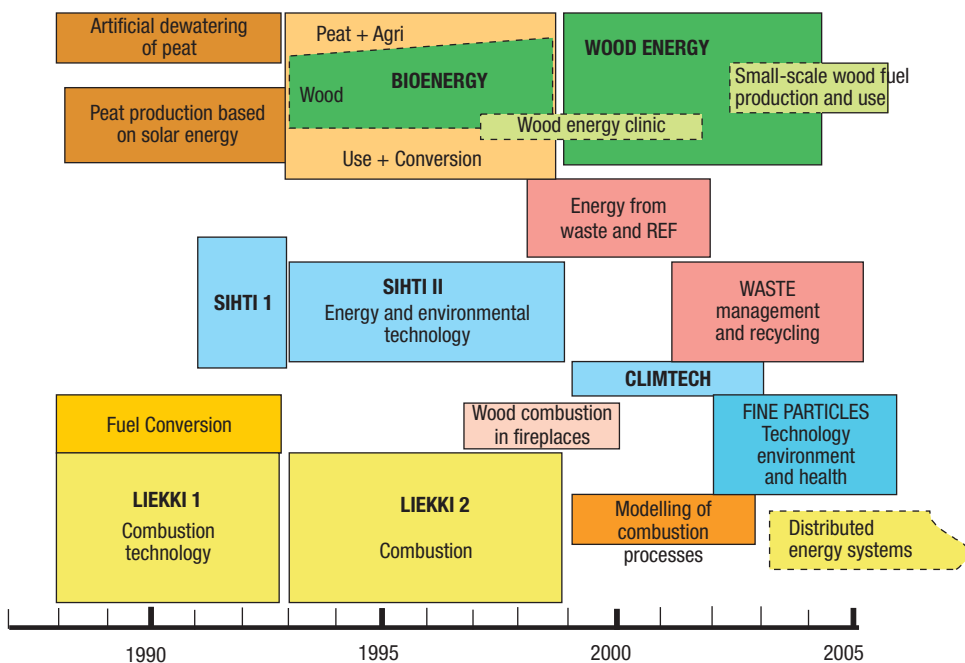 Artificial dewatering
of peat
Peat + Agri
WOOD ENERGY
BIOENERGY
Wood
Small-scale wood fuel
production and use
Peat production based
on solar energy
Wood energy clinic
Use + Conversion
Energy from
waste and REF
SIHTI 1
SIHTI II
Energy and environmental
technology
WASTE
management
and recycling
CLIMTECH
Fuel Conversion
Wood combustion
in fireplaces
FINE PARTICLES
Technology
environment
and health
LIEKKI 1
Combustion
technology
LIEKKI 2
Combustion
Modelling of
combustion
processes
Distributed
energy systems
1990
1995
2000
2005